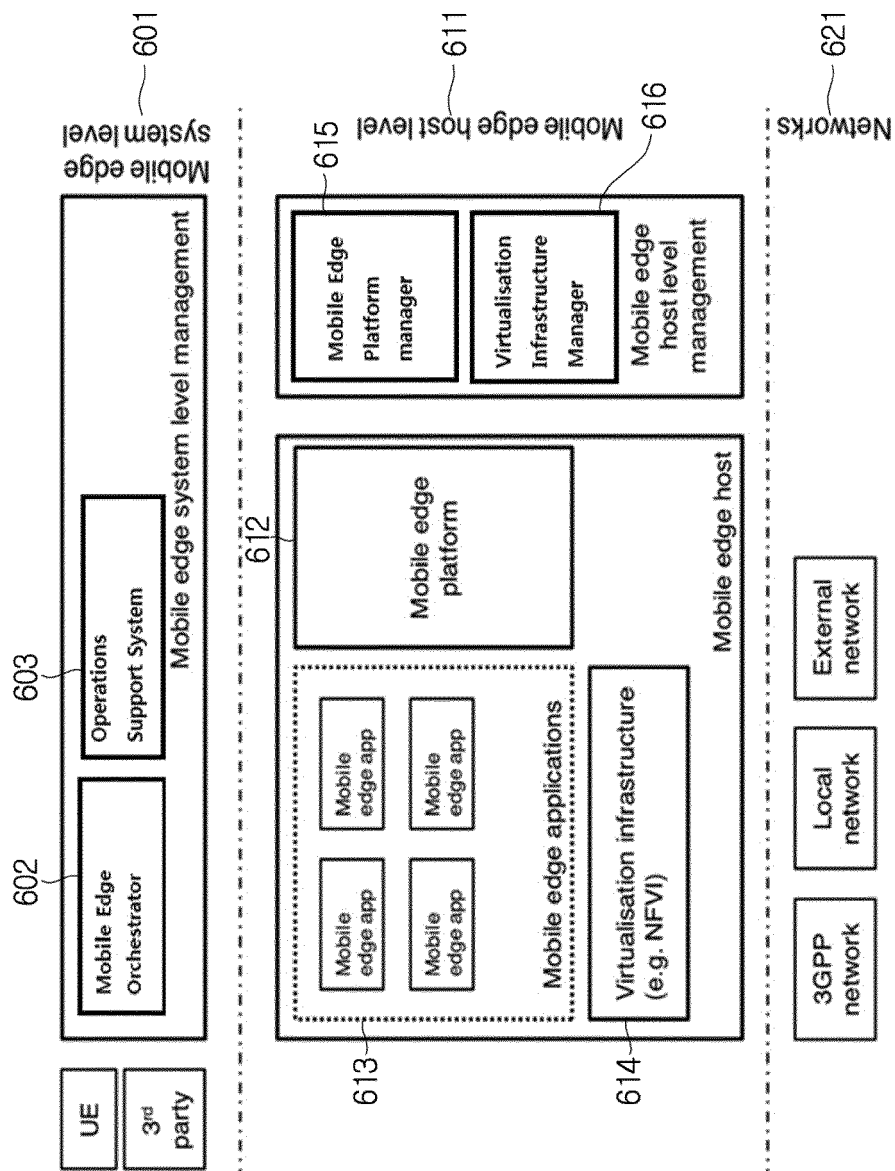 UE
3rd
party
602
603
Mobile Edge
Orchestrator
Operations
Support System
Mobile edge system level management
Mobile edge
system level
601
612
615
613
Mobile
edge app
Mobile
edge app
Mobile
edge app
Mobile
edge app
Mobile edge applications
Mobile edge
platform
614
Virtualisation infrastructure
(e.g. NFVI)
Mobile edge host
Mobile Edge
Platform
manager
Virtualisation
Infrastructure
Manager
616
Mobile edge
host level
management
Mobile edge host level
611
3GPP
network
Local
network
External
network
Networks
621